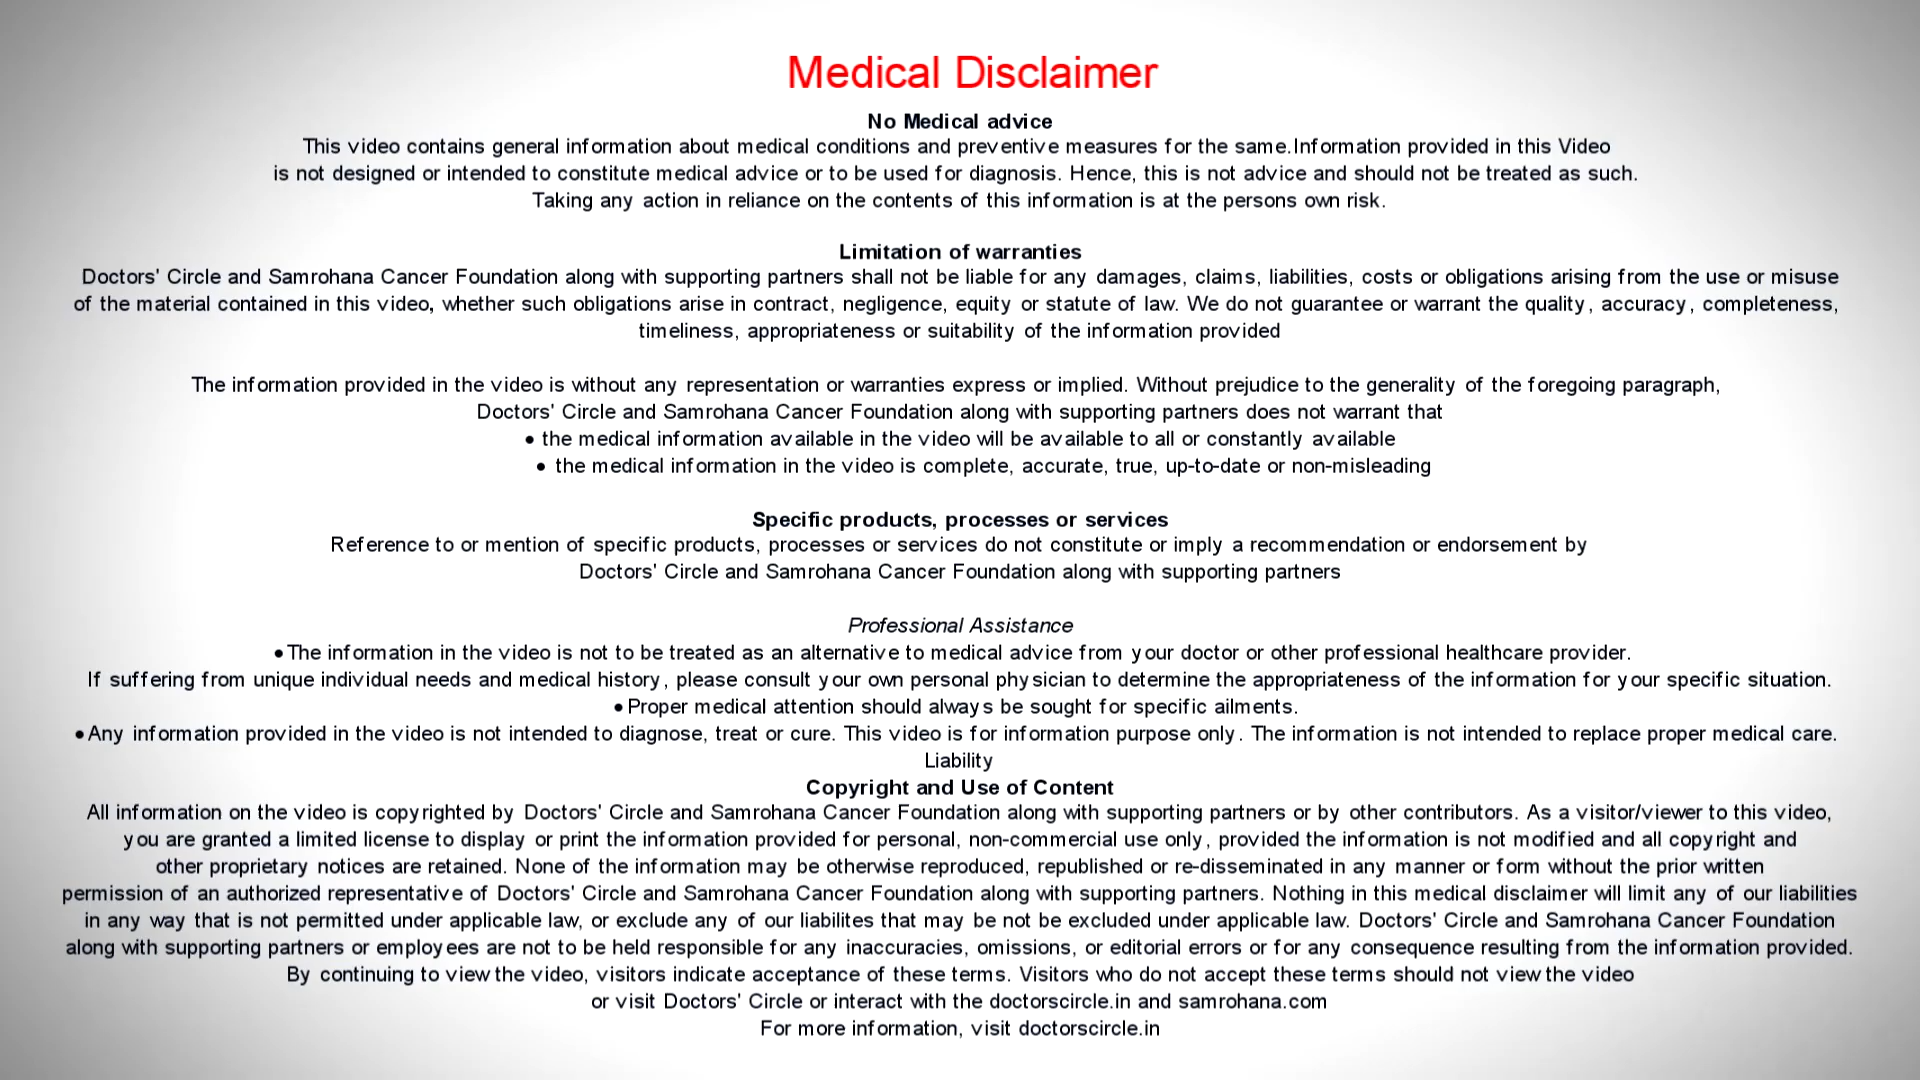 Medical Disclaimer
No Medical advice
This video contains general information about medical conditions and preventive measures for the same.Information provided in this Video
is not designed or intended to constitute medical advice or to be used for diagnosis. Hence, this is not advice and should not be treated as such.
Taking any action in reliance on the contents of this information is at the persons own risk.
Limitation of warranties
Doctors' Circle and Samrohana Cancer Foundation along with supporting partners shall not be liable for any damages, claims, liabilities, costs or obligations arising from the use or misuse
of the material contained in this video, whether such obligations arise in contract, negligence, equity or statute of law. We do not guarantee or warrant the quality, accuracy, completeness,
timeliness, appropriateness or suitability of the information provided
The information provided in the video is without any representation or warranties express or implied. Without prejudice to the generality of the foregoing paragraph,
Doctors' Circle and Samrohana Cancer Foundation along with supporting partners does not warrant that
• the medical information available in the video will be available to all or constantly available
• the medical information in the video is complete, accurate, true, up-to-date or non-misleading
Specific products, processes or services
Reference to or mention of specific products, processes or services do not constitute or imply a recommendation or endorsement by
Doctors' Circle and Samrohana Cancer Foundation along with supporting partners
Professional Assistance
•The information in the video is not to be treated as an alternative to medical advice from your doctor or other professional healthcare provider.
If suffering from unique individual needs and medical history, please consult your own personal physician to determine the appropriateness of the information for your specific situation.
•Proper medical attention should always be sought for specific ailments.
•Any information provided in the video is not intended to diagnose, treat or cure. This video is for information purpose only. The information is not intended to replace proper medical care.
Liability
Copyright and Use of Content
All information on the video is copyrighted by Doctors' Circle and Samrohana Cancer Foundation along with supporting partners or by other contributors. As a visitor/viewer to this video,
you are granted a limited license to display or print the information provided for personal, non-commercial use only, provided the information is not modified and all copyright and
other proprietary notices are retained. None of the information may be otherwise reproduced, republished or re-disseminated in any manner or form without the prior written
permission of an authorized representative of Doctors' Circle and Samrohana Cancer Foundation along with supporting partners. Nothing in this medical disclaimer will limit any of our liabilities
in any way that is not permitted under applicable law, or exclude any of our liabilites that may be not be excluded under applicable law. Doctors' Circle and Samrohana Cancer Foundation
along with supporting partners or employees are not to be held responsible for any inaccuracies, omissions, or editorial errors or for any consequence resulting from the information provided.
By continuing to view the video, visitors indicate acceptance of these terms. Visitors who do not accept these terms should not view the video
or visit Doctors' Circle or interact with the doctorscircle.in and samrohana.com
For more information, visit doctorscircle.in